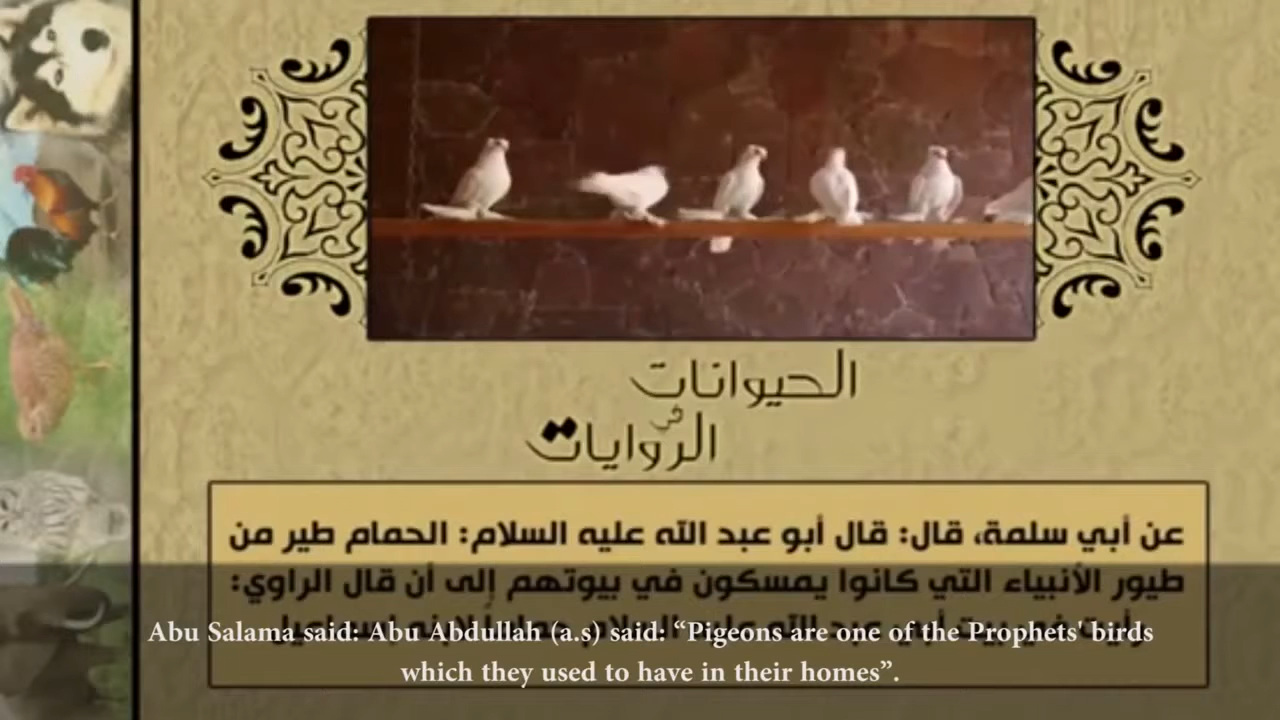 الحيوانات
في
الروايات
عن أبي سلمة، قال: قال أبو عبد الله عليه السلام: الحمام طير من
طيور الأنبياء التي كانوا يمسكون في بيوتهم إلى أن قال الراوي:
Abu Salama said: Abu Abdullah (a.s) said: “Pigeons are one of the Prophets' birds
which they used to have in their homes”.